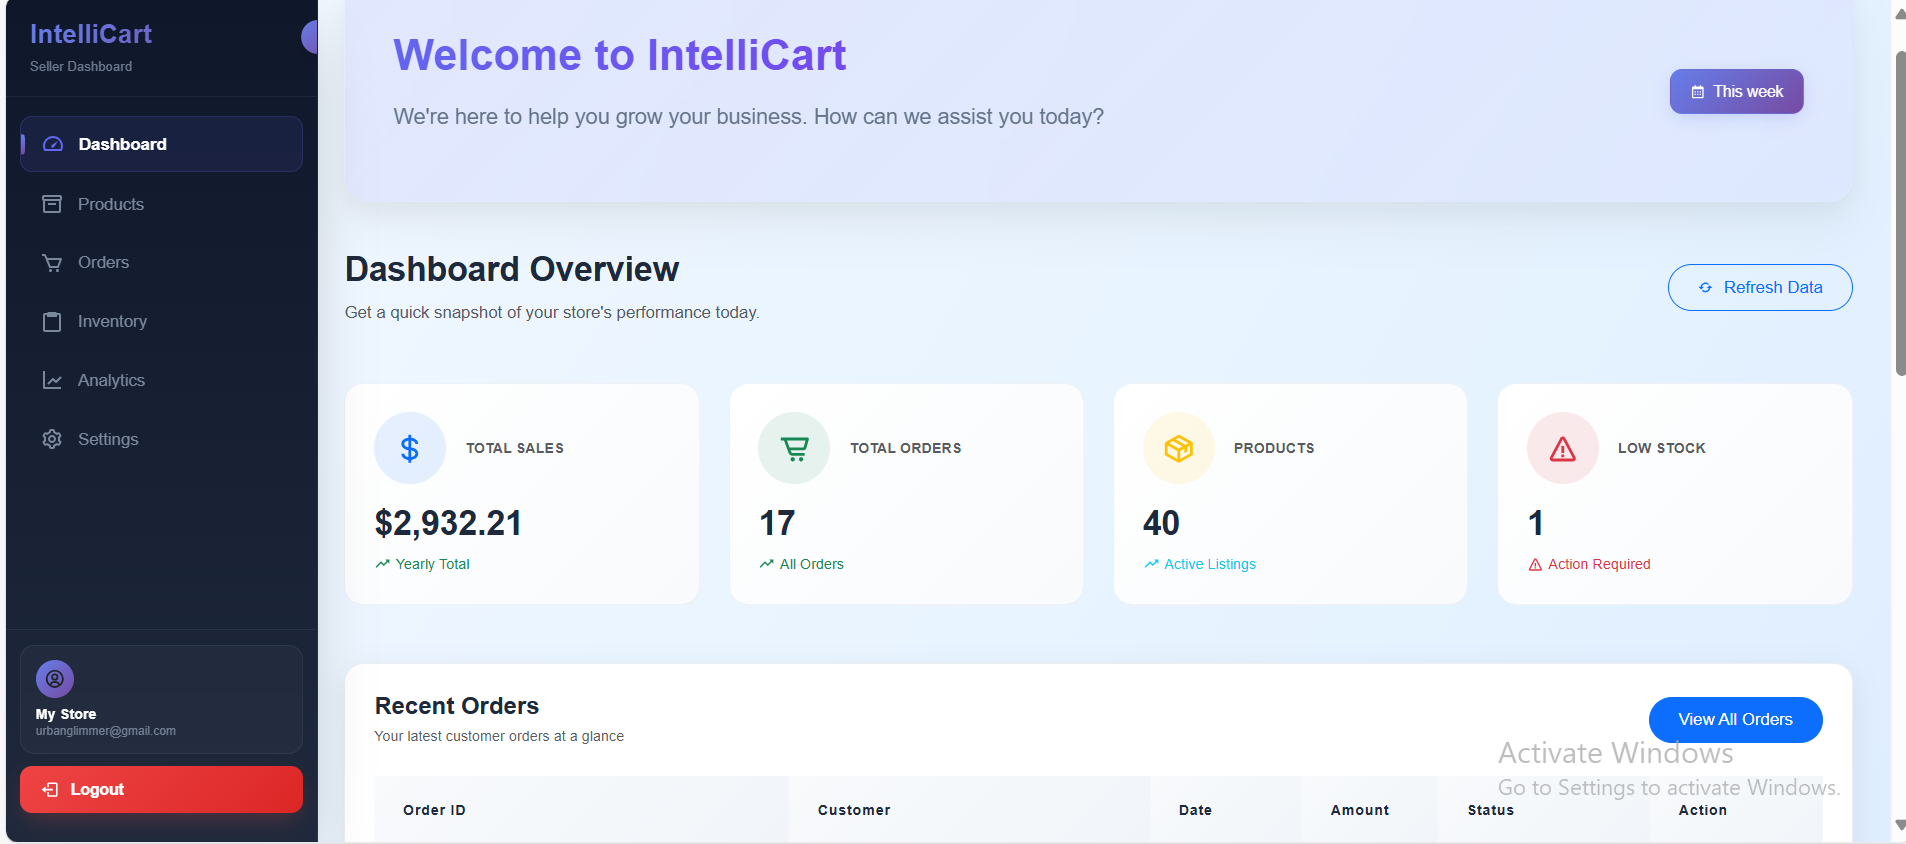 IntelliCart
Seller Dashboard
Dashboard
Products
Orders
Inventory
Analytics
Settings
My Store
urbanglimmer@gmail.com
Logout
Welcome to IntelliCart
We're here to help you grow your business. How can we assist you today?
This week
Dashboard Overview
Get a quick snapshot of your store's performance today.
Refresh Data
TOTAL SALES
$2,932.21
Yearly Total
TOTAL ORDERS
17
All Orders
PRODUCTS
40
Active Listings
LOW STOCK
1
Action Required
Recent Orders
Your latest customer orders at a glance
View All Orders
Activate Windows
Go to Settings to activate Windows.
Order ID Customer Date Amount Status Action